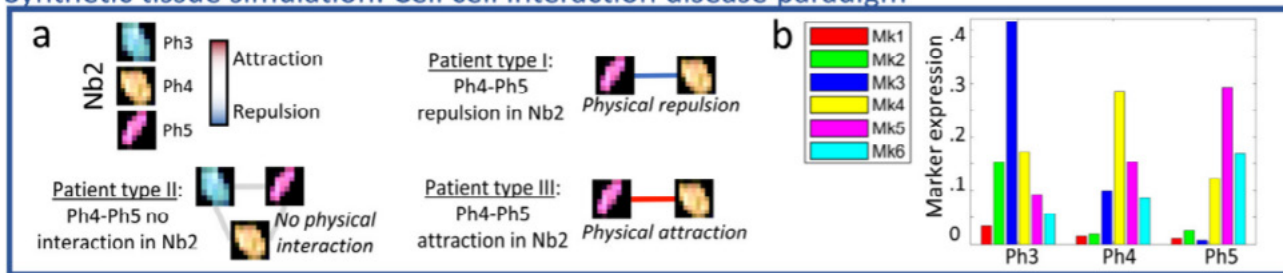 Synthetic tissue simulation: Cell-cell interaction disease paradigm
a
Nb2
Ph3
Ph4
Ph5
Attraction
Repulsion
Patient type I:
Ph4-Ph5
repulsion in Nb2
Physical repulsion
Patient type II:
Ph4-Ph5 no
interaction in Nb2
No physical
interaction
Patient type III:
Ph4-Ph5
attraction in Nb2
Physical attraction
b
Mk1
Mk2
Mk3
Mk4
Mk5
Mk6
Marker expression
.4
.3
.2
.1
0
Ph3 Ph4 Ph5